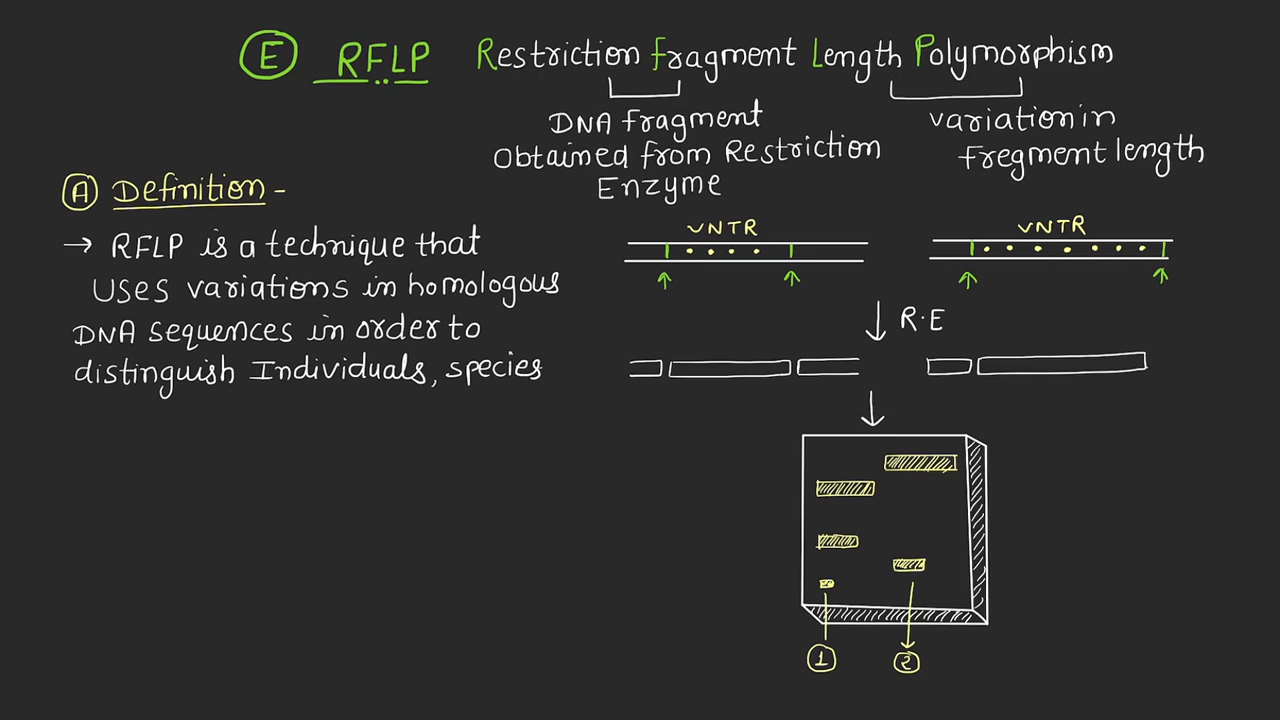 E RFLP Restriction Fragment Length Polymorphism
DNA fragment
Obtained from Restriction
Enzyme
variation in
fregment length
A Definition -
→ RFLP is a technique that
uses variations in homologous
DNA sequences in order to
distinguish Individuals, species
VNTR
VNTR
R.E
1
2